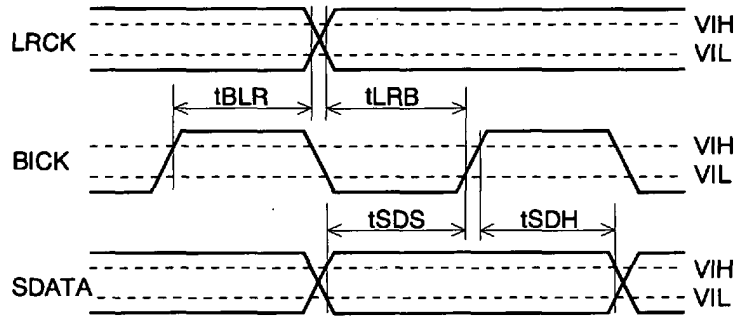 LRCK
VIH
VIL
tBLR
tLRB
BICK
VIH
VIL
tSDS
tSDH
SDATA
VIH
VIL